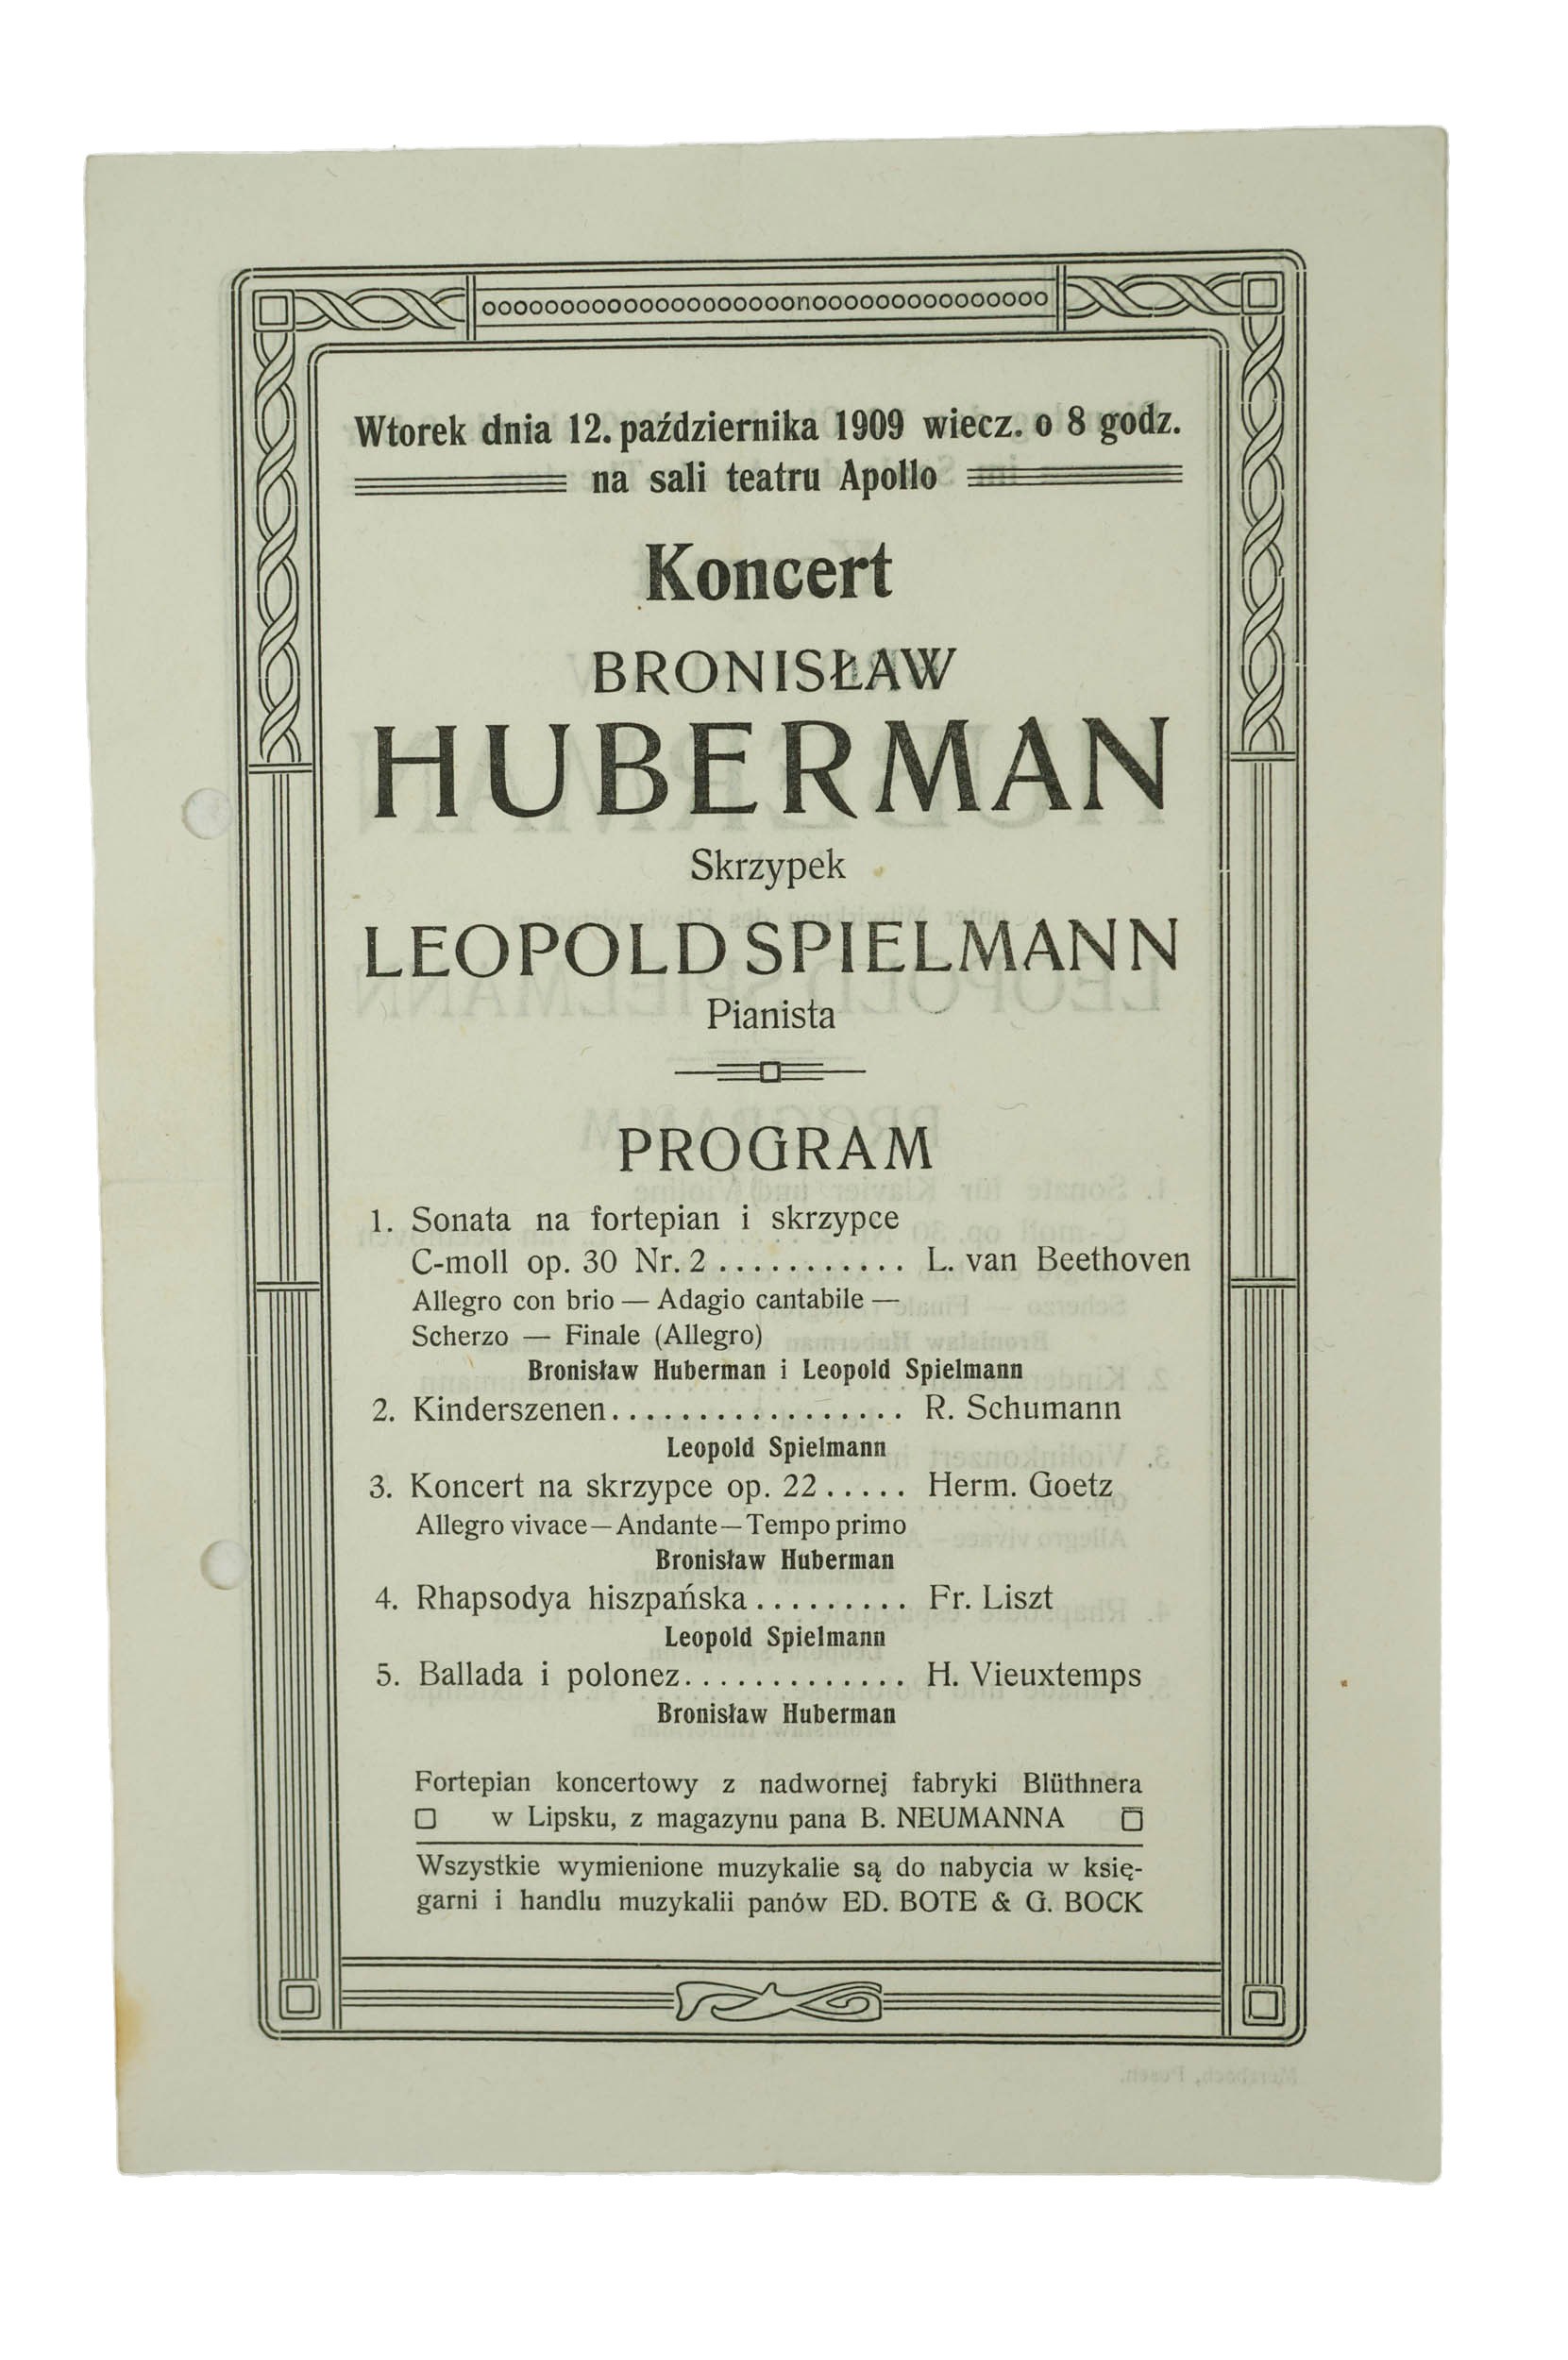 Wtorek dnia 12. października 1909 wiecz. o 8 godz.
na sali teatru Apollo
Koncert
BRONISŁAW
HUBERMAN
Skrzypek
LEOPOLD SPIELMANN
Pianista
PROGRAM
1. Sonata na fortepian i skrzypce
C-moll op. 30 Nr. 2 ........... L. van Beethoven
Allegro con brio — Adagio cantabile —
Scherzo — Finale (Allegro)
Bronisław Huberman i Leopold Spielmann
2. Kinderszenen................. R. Schumann
Leopold Spielmann
3. Koncert na skrzypce op. 22 ..... Herm. Goetz
Allegro vivace—Andante—Tempo primo
Bronisław Huberman
4. Rhapsodya hiszpańska ......... Fr. Liszt
Leopold Spielmann
5. Ballada i polonez............. H. Vieuxtemps
Bronisław Huberman
Fortepian koncertowy z nadwornej fabryki Blüthnera
w Lipsku, z magazynu pana B. NEUMANNA
Wszystkie wymienione muzykalie są do nabycia w księ-
garni i handlu muzykalii panów ED. BOTE & G. BOCK